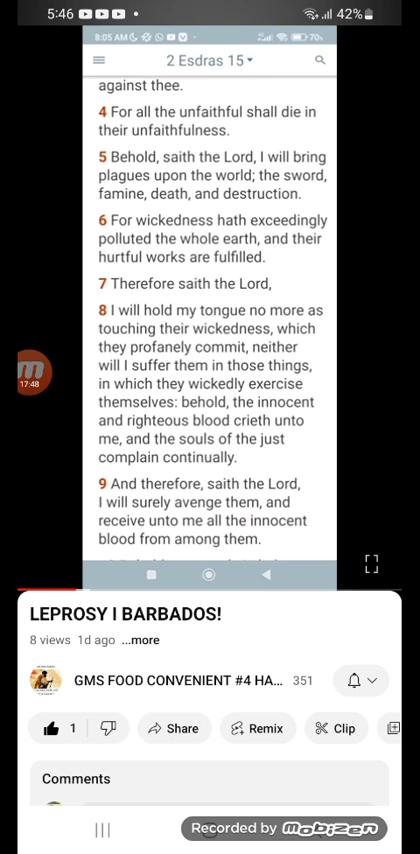 5:46 42%
8:05 AM 70%
2 Esdras 15
against thee.
4 For all the unfaithful shall die in
their unfaithfulness.
5 Behold, saith the Lord, I will bring
plagues upon the world; the sword,
famine, death, and destruction.
6 For wickedness hath exceedingly
polluted the whole earth, and their
hurtful works are fulfilled.
7 Therefore saith the Lord,
8 I will hold my tongue no more as
touching their wickedness, which
they profanely commit, neither
will I suffer them in those things,
in which they wickedly exercise
themselves: behold, the innocent
and righteous blood crieth unto
me, and the souls of the just
complain continually.
17:48
9 And therefore, saith the Lord,
I will surely avenge them, and
receive unto me all the innocent
blood from among them.
LEPROSY I BARBADOS!
8 views 1d ago ...more
GMS FOOD CONVENIENT #4 HA... 351
1 Share Remix Clip
Comments
Recorded by Mobizen